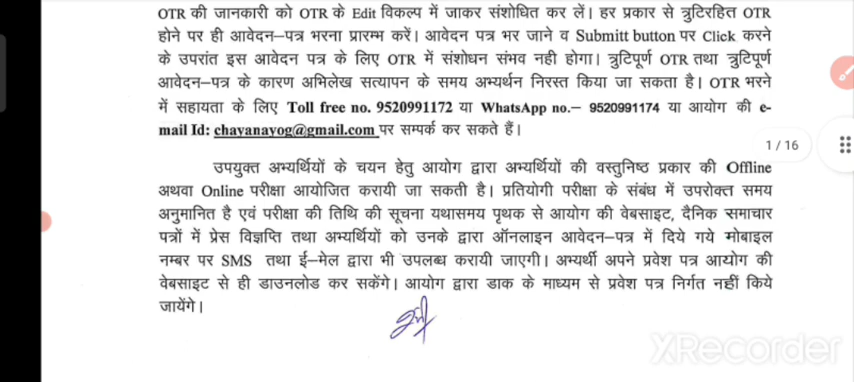 OTR की जानकारी को OTR के Edit विकल्प में जाकर संशोधित कर लें। हर प्रकार से त्रुटिरहित OTR
होने पर ही आवेदन–पत्र भरना प्रारम्भ करें। आवेदन पत्र भर जाने व Submitt button पर Click करने
के उपरांत इस आवेदन पत्र के लिए OTR में संशोधन संभव नही होगा। त्रुटिपूर्ण OTR तथा त्रुटिपूर्ण
आवेदन–पत्र के कारण अभिलेख सत्यापन के समय अभ्यर्थन निरस्त किया जा सकता है। OTR भरने
में सहायता के लिए Toll free no. 9520991172 या WhatsApp no.– 9520991174 या आयोग की e-
mail Id: chayanayog@gmail.com पर सम्पर्क कर सकते हैं।
1 / 16
उपयुक्त अभ्यर्थियों के चयन हेतु आयोग द्वारा अभ्यर्थियों की वस्तुनिष्ठ प्रकार की Offline
अथवा Online परीक्षा आयोजित करायी जा सकती है। प्रतियोगी परीक्षा के संबंध में उपरोक्त समय
अनुमानित है एवं परीक्षा की तिथि की सूचना यथासमय पृथक से आयोग की वेबसाइट, दैनिक समाचार
पत्रों में प्रेस विज्ञप्ति तथा अभ्यर्थियों को उनके द्वारा ऑनलाइन आवेदन–पत्र में दिये गये मोबाइल
नम्बर पर SMS तथा ई–मेल द्वारा भी उपलब्ध करायी जाएगी। अभ्यर्थी अपने प्रवेश पत्र आयोग की
वेबसाइट से ही डाउनलोड कर सकेंगे। आयोग द्वारा डाक के माध्यम से प्रवेश पत्र निर्गत नहीं किये
जायेंगे।
XRecorder